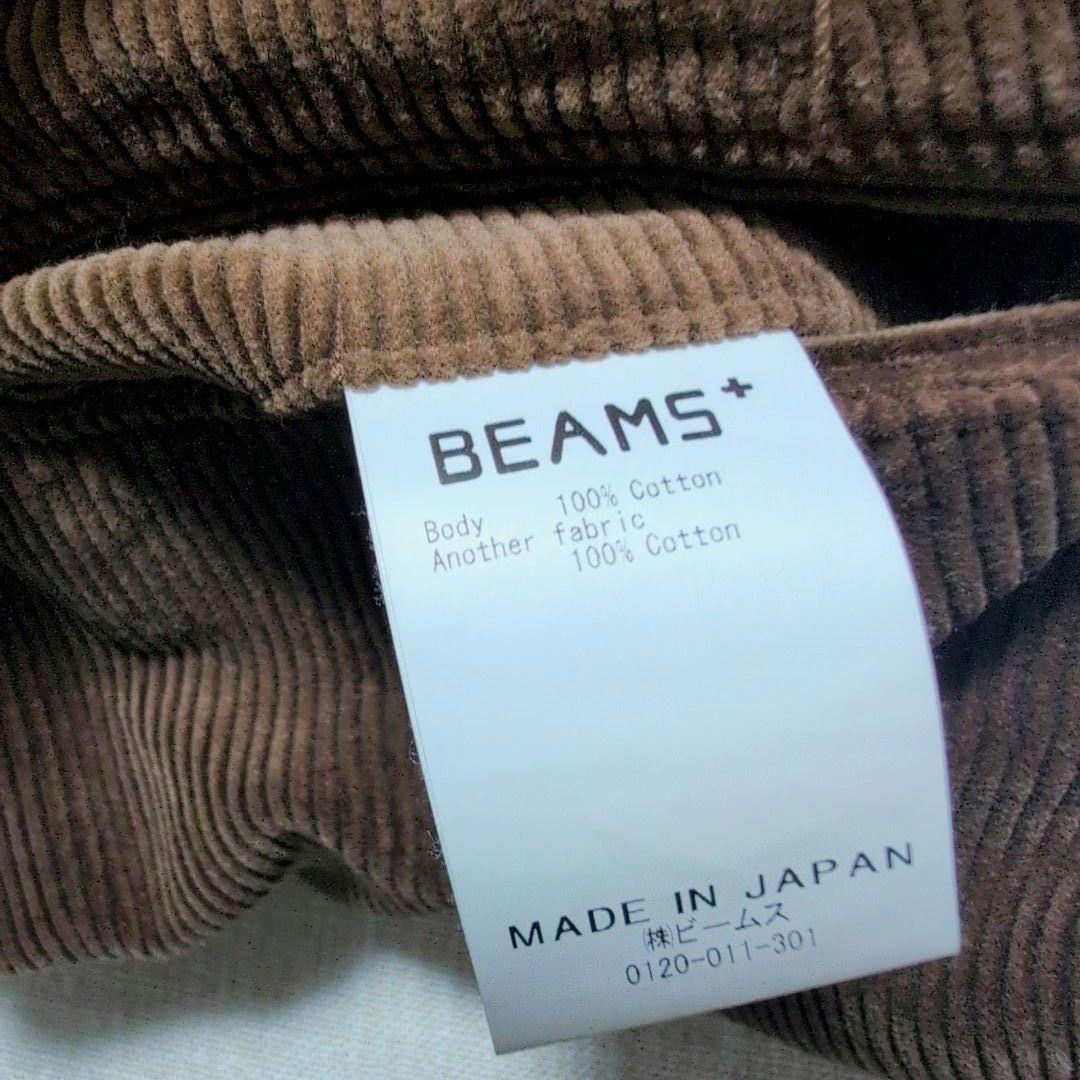 BEAMS+
Body 100% Cotton
Another fabric
100% Cotton
MADE IN JAPAN
㈱ビームス
0120-011-301